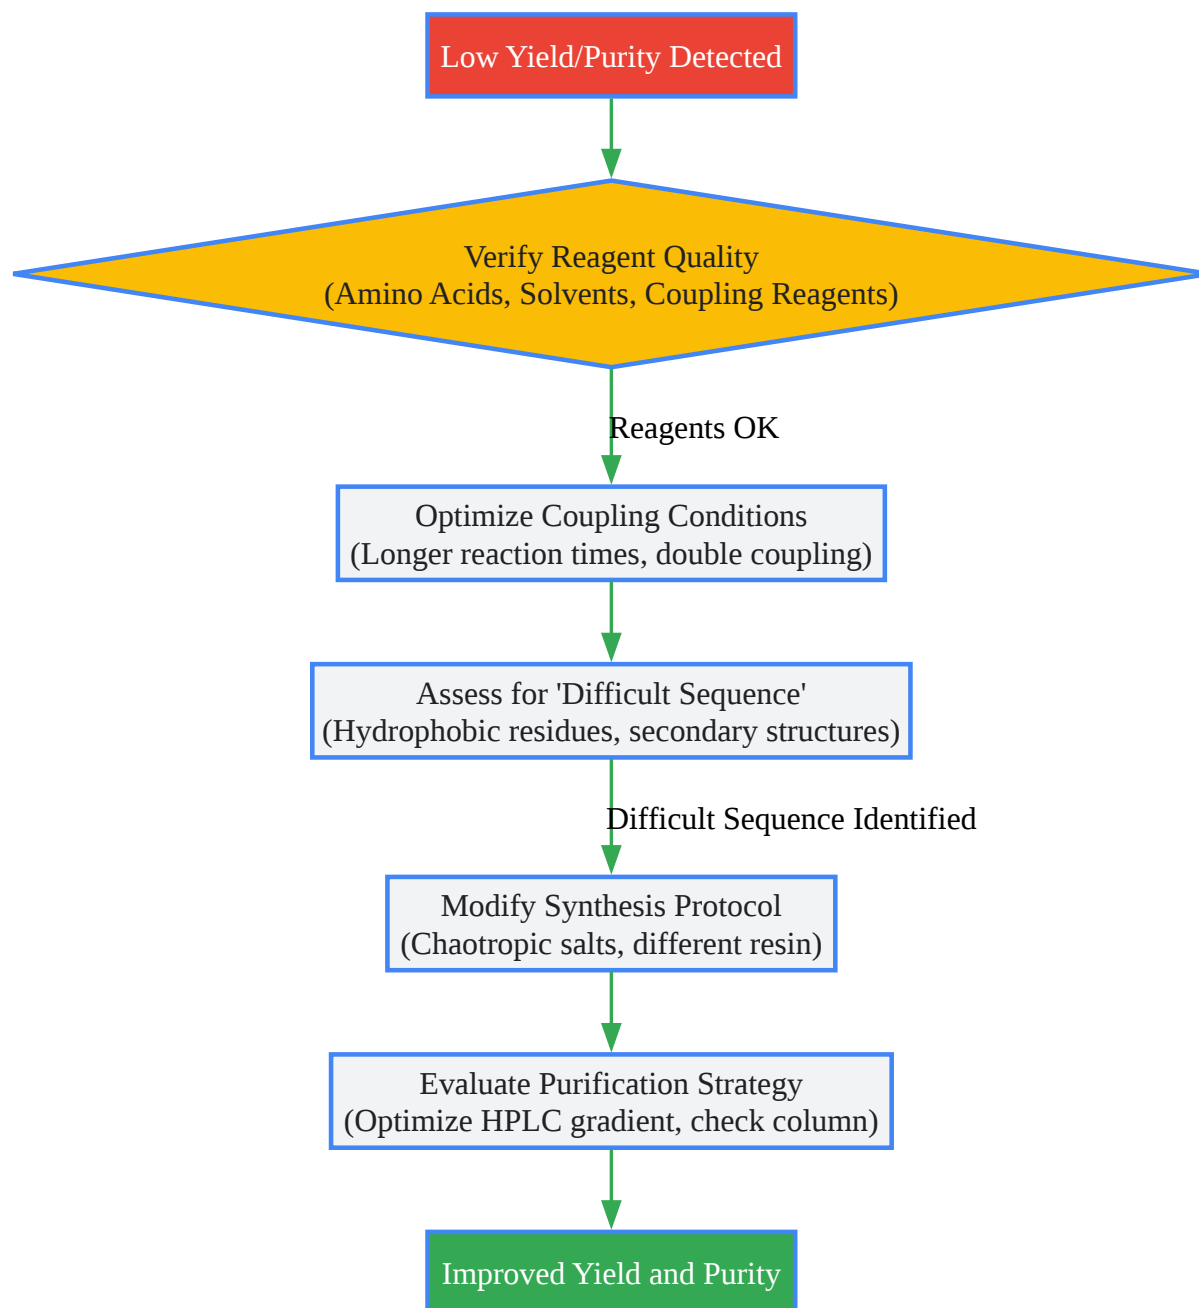 Low Yield/Purity Detected
Verify Reagent Quality
(Amino Acids, Solvents, Coupling Reagents)
Reagents OK
Optimize Coupling Conditions
(Longer reaction times, double coupling)
Assess for 'Difficult Sequence'
(Hydrophobic residues, secondary structures)
Difficult Sequence Identified
Modify Synthesis Protocol
(Chaotropic salts, different resin)
Evaluate Purification Strategy
(Optimize HPLC gradient, check column)
Improved Yield and Purity